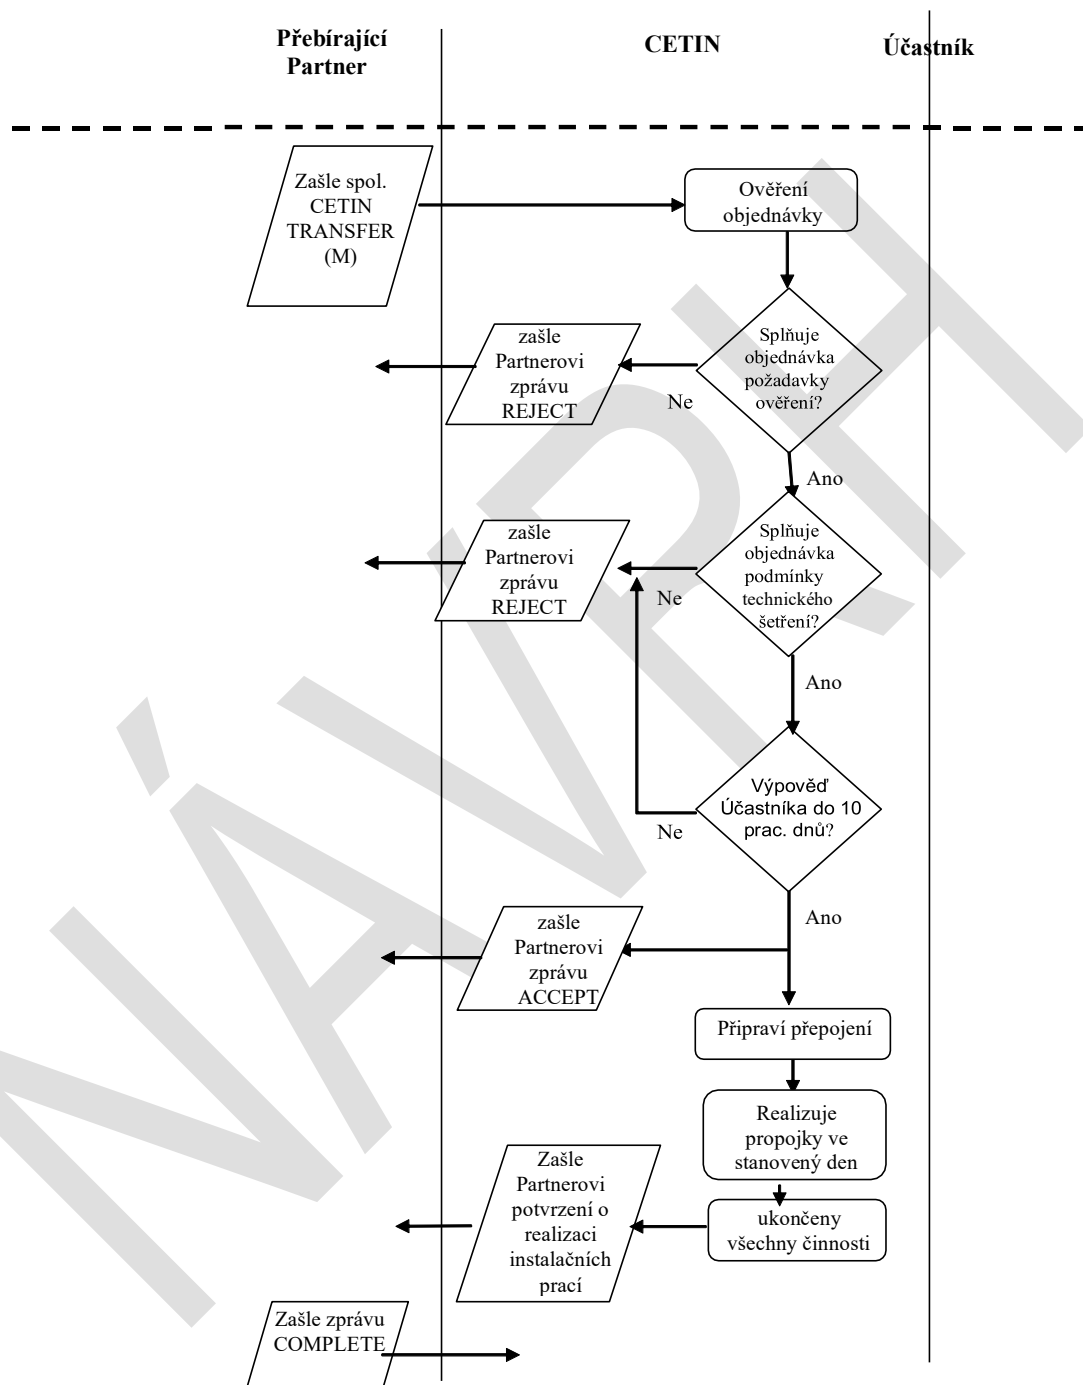 Přebírající
Partner
CETIN
Účastník
Zašle spol.
CETIN
TRANSFER
(M)
Ověření
objednávky
Splňuje
objednávka
požadavky
ověření?
zašle
Partnerovi
zprávu
REJECT
Ne
Ano
Splňuje
objednávka
podmínky
technického
šetření?
zašle
Partnerovi
zprávu
REJECT
Ne
Ano
Výpověď
Účastníka do 10
prac. dnů?
Ne
Ano
zašle
Partnerovi
zprávu
ACCEPT
Připraví přepojení
Realizuje
propojky ve
stanovený den
Zašle
Partnerovi
potvrzení o
realizaci
instalačních
prací
ukončeny
všechny činnosti
Zašle zprávu
COMPLETE
NÁVRH